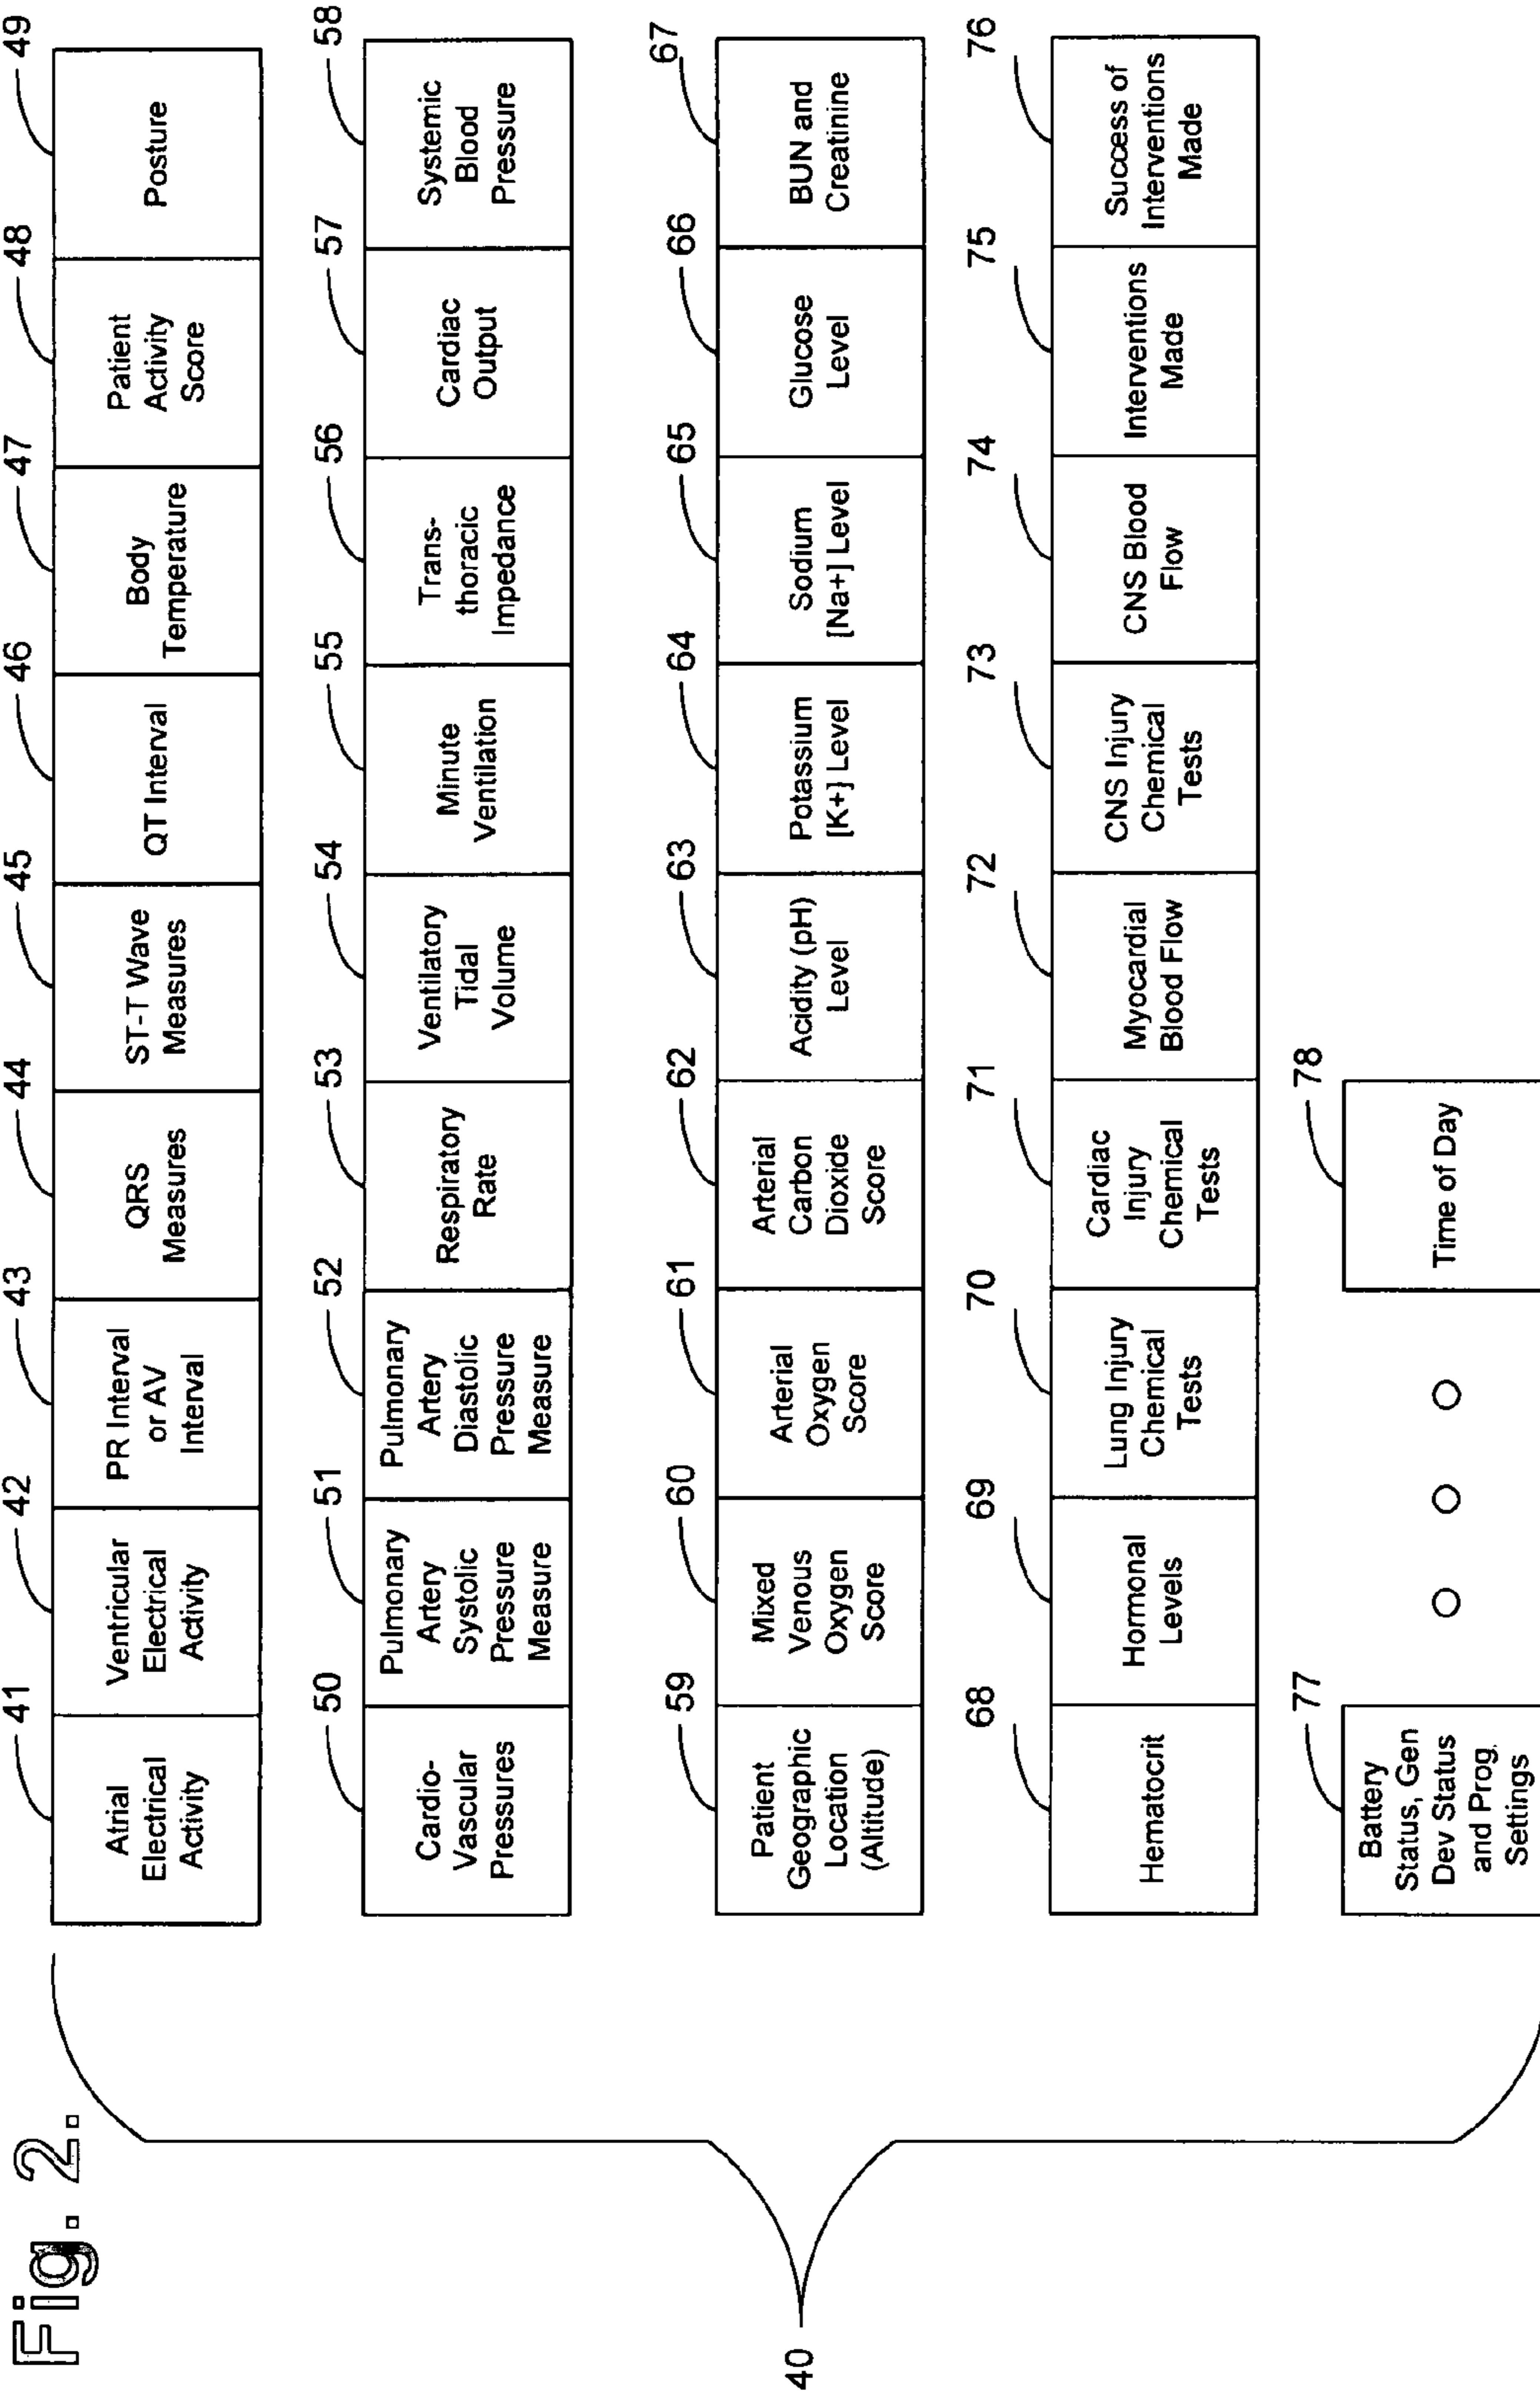 Fig. 2.
40
41
Atrial
Electrical
Activity
42
Ventricular
Electrical
Activity
43
PR Interval
or AV
Interval
44
QRS
Measures
45
ST-T Wave
Measures
46
QT Interval
47
Body
Temperature
48
Patient
Activity
Score
49
Posture
50
Cardio-
Vascular
Pressures
51
Pulmonary
Artery
Systolic
Pressure
Measure
52
Pulmonary
Artery
Diastolic
Pressure
Measure
53
Respiratory
Rate
54
Ventilatory
Tidal
Volume
55
Minute
Ventilation
56
Trans-
thoracic
Impedance
57
Cardiac
Output
58
Systemic
Blood
Pressure
59
Patient
Geographic
Location
(Altitude)
60
Mixed
Venous
Oxygen
Score
61
Arterial
Oxygen
Score
62
Arterial
Carbon
Dioxide
Score
63
Acidity (pH)
Level
64
Potassium
[K+] Level
65
Sodium
[Na+] Level
66
Glucose
Level
67
BUN and
Creatinine
68
Hematocrit
69
Hormonal
Levels
70
Lung Injury
Chemical
Tests
71
Cardiac
Injury
Chemical
Tests
72
Myocardial
Blood Flow
73
CNS Injury
Chemical
Tests
74
CNS Blood
Flow
75
Interventions
Made
76
Success of
Interventions
Made
77
Battery
Status, Gen
Dev Status
and Prog.
Settings
78
Time of Day